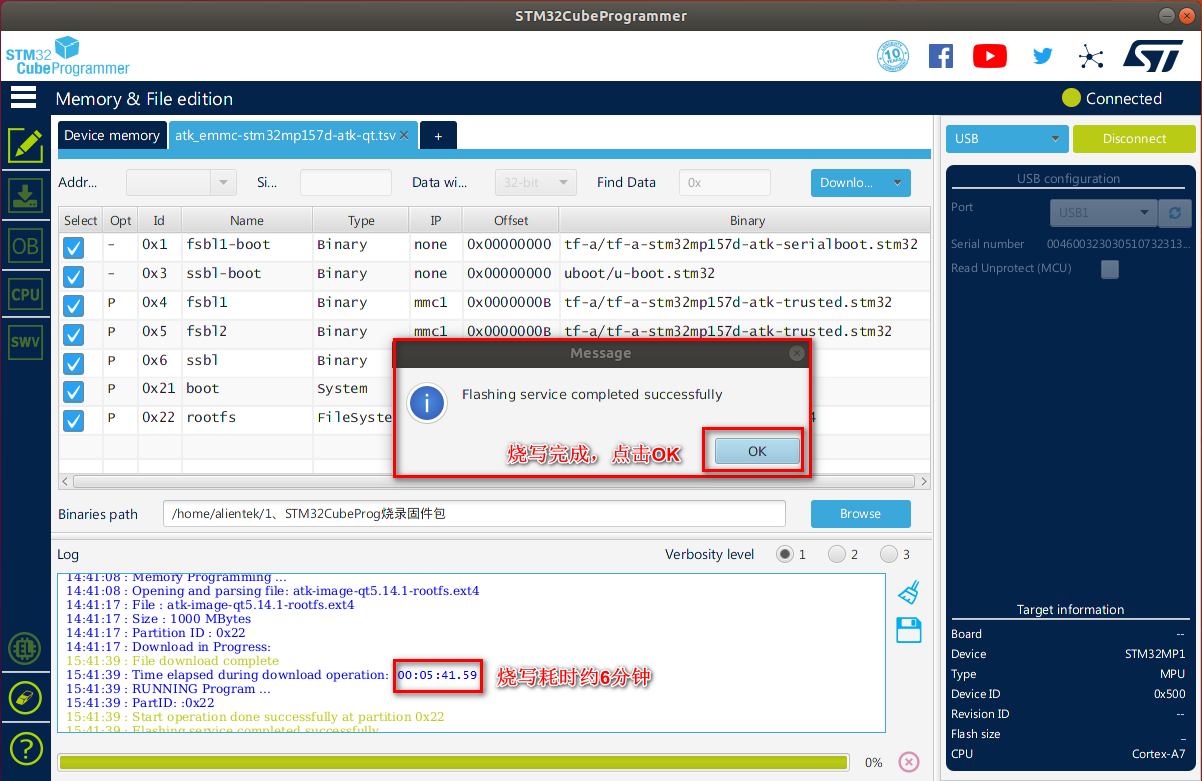 STM32CubeProgrammer
STM32
CubeProgrammer
10
YEARS
ST
Memory & File edition
Connected
Device memory
atk_emmc-stm32mp157d-atk-qt.tsv
+
USB
Disconnect
Addr...
Si...
Data wi...
32-bit
Find Data
0x
Downlo...
USB configuration
Port
USB1
Serial number
004600323030510732313...
Read Unprotect (MCU)
OB
CPU
SWV
Select Opt Id Name Type IP Offset Binary
- 0x1 fsbl1-boot Binary none 0x00000000 tf-a/tf-a-stm32mp157d-atk-serialboot.stm32
- 0x3 ssbl-boot Binary none 0x00000000 uboot/u-boot.stm32
P 0x4 fsbl1 Binary mmc1 0x0000000B tf-a/tf-a-stm32mp157d-atk-trusted.stm32
P 0x5 fsbl2 Binary mmc1 0x0000000B tf-a/tf-a-stm32mp157d-atk-trusted.stm32
P 0x6 ssbl Binary
P 0x21 boot System
P 0x22 rootfs FileSyste 4
Message
Flashing service completed successfully
烧写完成，点击OK
OK
Binaries path
/home/alientek/1、STM32CubeProg烧录固件包
Browse
Log
Verbosity level
1
2
3
14:41:08 : Memory Programming ...
14:41:08 : Opening and parsing file: atk-image-qt5.14.1-rootfs.ext4
14:41:17 : File : atk-image-qt5.14.1-rootfs.ext4
14:41:17 : Size : 1000 MBytes
14:41:17 : Partition ID : 0x22
14:41:17 : Download in Progress:
15:41:39 : File download complete
15:41:39 : Time elapsed during download operation: 00:05:41.59
烧写耗时约6分钟
15:41:39 : RUNNING Program ...
15:41:39 : PartID: :0x22
15:41:39 : Start operation done successfully at partition 0x22
15:41:39 : Flashing service completed successfully
0%
Target information
Board --
Device STM32MP1
Type MPU
Device ID 0x500
Revision ID --
Flash size _
CPU Cortex-A7
?